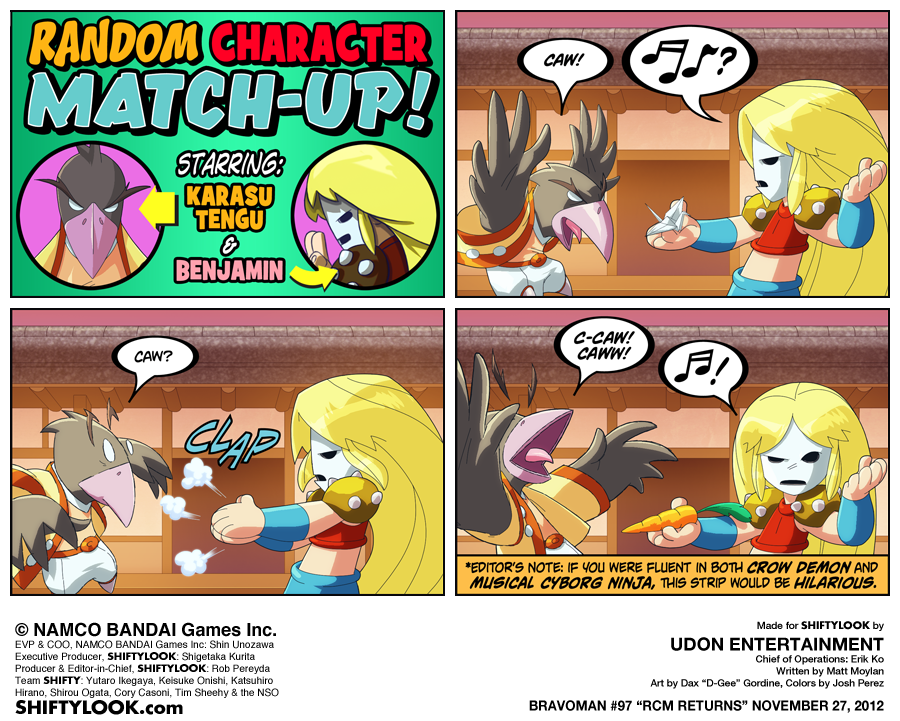 RANDOM CHARACTER
MATCH-UP!
STARRING:
KARASU
TENGU
&
BENJAMIN
CAW!
?
CAW?
CLAP
C-CAW!
CAWW!
!
*EDITOR'S NOTE: IF YOU WERE FLUENT IN BOTH CROW DEMON AND
MUSICAL CYBORG NINJA, THIS STRIP WOULD BE HILARIOUS.
© NAMCO BANDAI Games Inc.
EVP & COO, NAMCO BANDAI Games Inc: Shin Unozawa
Executive Producer, SHIFTYLOOK: Shigetaka Kurita
Producer & Editor-in-Chief, SHIFTYLOOK: Rob Pereyda
Team SHIFTY: Yutaro Ikegaya, Keisuke Onishi, Katsuhiro
Hirano, Shirou Ogata, Cory Casoni, Tim Sheehy & the NSO
SHIFTYLOOK.com
Made for SHIFTYLOOK by
UDON ENTERTAINMENT
Chief of Operations: Erik Ko
Written by Matt Moylan
Art by Dax "D-Gee" Gordine, Colors by Josh Perez
BRAVOMAN #97 "RCM RETURNS" NOVEMBER 27, 2012